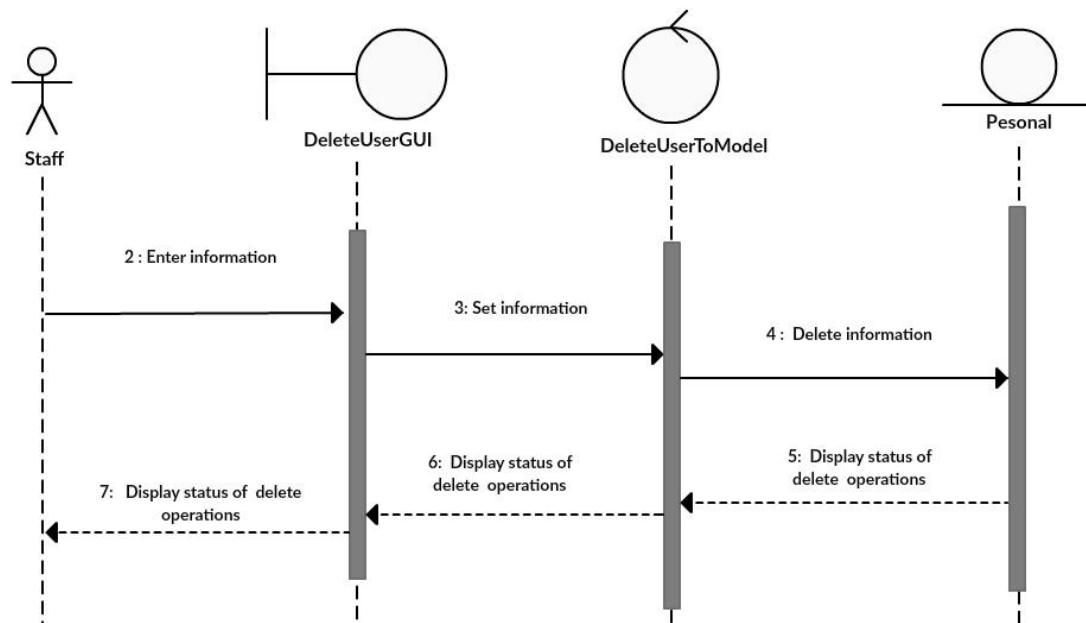 Staff
DeleteUserGUI
DeleteUserToModel
Pesonal
2 : Enter information
3: Set information
4 : Delete information
5: Display status of
delete operations
6: Display status of
delete operations
7: Display status of delete
operations